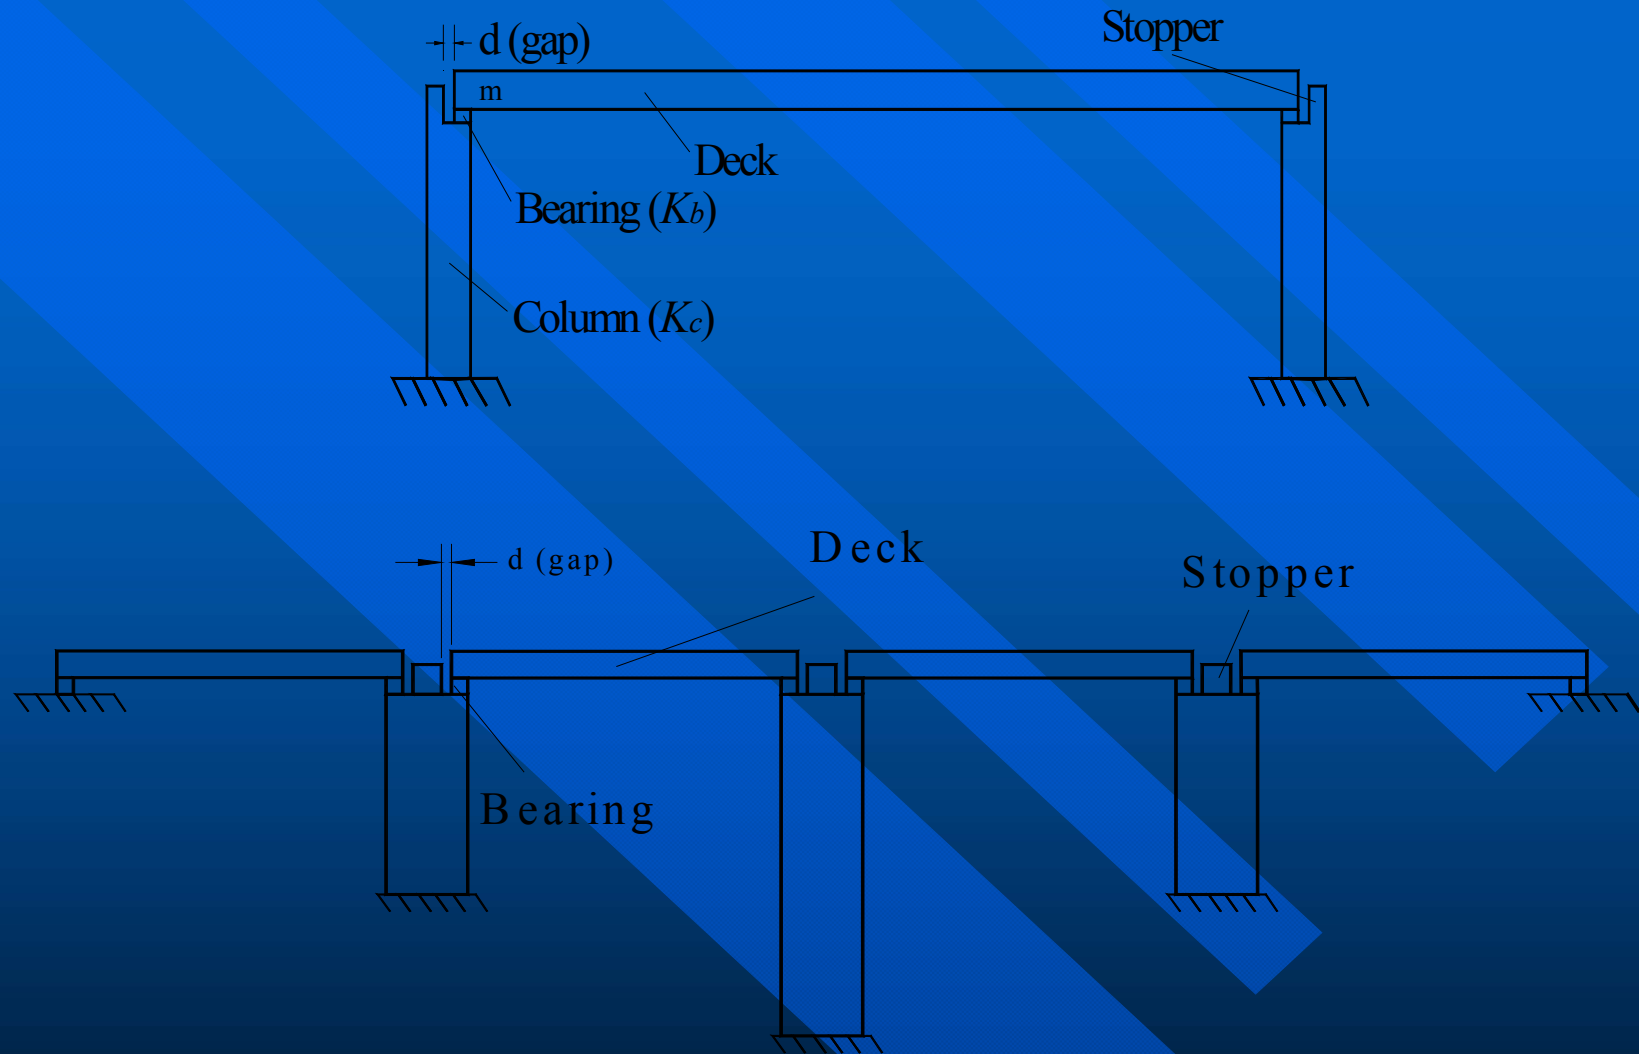 Stopper
d (gap)
m
Deck
Bearing (Kb)
Column (Kc)
Deck
d (gap)
Stopper
Bearing